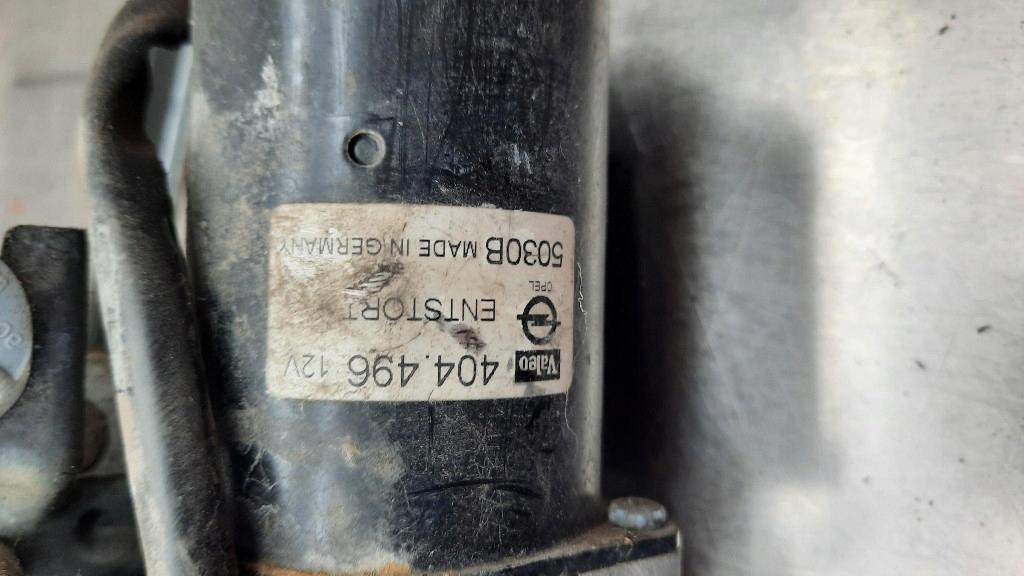 Valeo 404.496 12V
ENTSTÖRT
OPEL
5030B MADE IN GERMANY